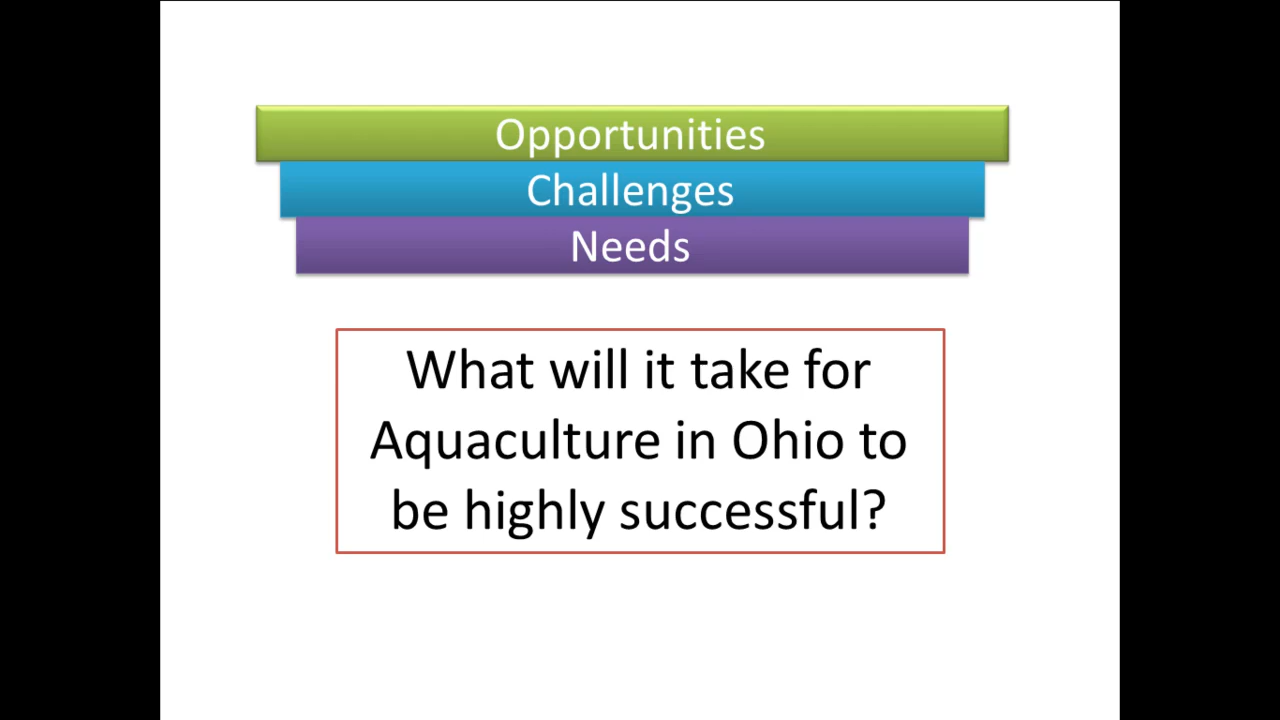 Opportunities
Challenges
Needs
What will it take for
Aquaculture in Ohio to
be highly successful?